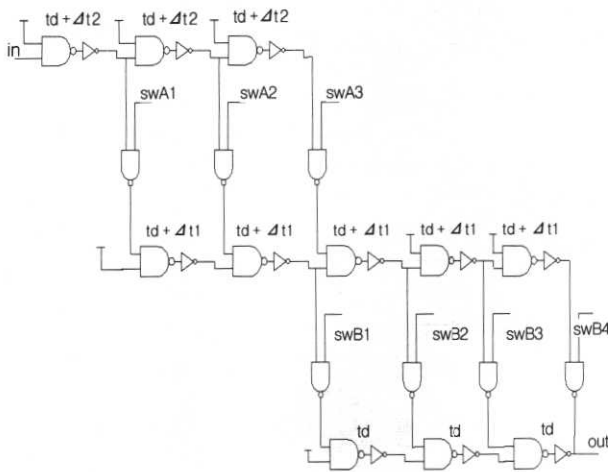 td + Δt2 td + Δt2 td + Δt2
in
swA1 swA2 swA3
td + Δt1 td + Δt1 td + Δt1 td + Δt1 td + Δt1
swB1 swB2 swB3 swB4
td td td
out